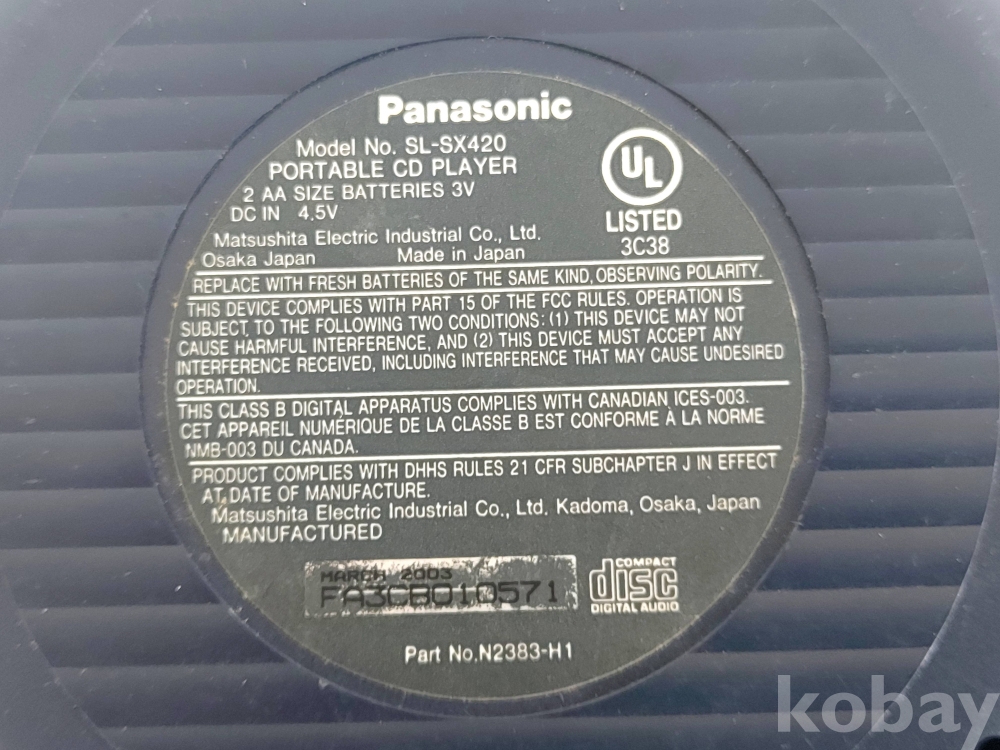 Panasonic
Model No. SL-SX420
PORTABLE CD PLAYER
2 AA SIZE BATTERIES 3V
DC IN 4.5V
UL
LISTED
3C38
Matsushita Electric Industrial Co., Ltd.
Osaka Japan Made in Japan
REPLACE WITH FRESH BATTERIES OF THE SAME KIND, OBSERVING POLARITY.
THIS DEVICE COMPLIES WITH PART 15 OF THE FCC RULES. OPERATION IS
SUBJECT TO THE FOLLOWING TWO CONDITIONS: (1) THIS DEVICE MAY NOT
CAUSE HARMFUL INTERFERENCE, AND (2) THIS DEVICE MUST ACCEPT ANY
INTERFERENCE RECEIVED, INCLUDING INTERFERENCE THAT MAY CAUSE UNDESIRED
OPERATION.
THIS CLASS B DIGITAL APPARATUS COMPLIES WITH CANADIAN ICES-003.
CET APPAREIL NUMÉRIQUE DE LA CLASSE B EST CONFORME À LA NORME
NMB-003 DU CANADA.
PRODUCT COMPLIES WITH DHHS RULES 21 CFR SUBCHAPTER J IN EFFECT
AT DATE OF MANUFACTURE.
Matsushita Electric Industrial Co., Ltd. Kadoma, Osaka, Japan
MANUFACTURED
MARCH 2003
FA3CB010571
COMPACT
disc
DIGITAL AUDIO
Part No.N2383-H1
kobay